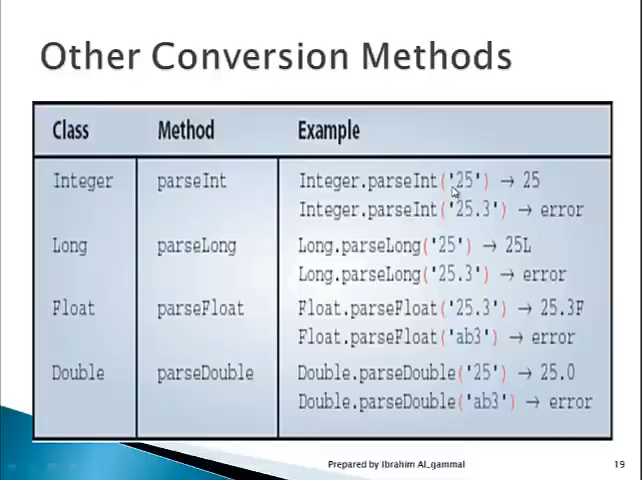 Other Conversion Methods
Class Method Example
Integer parseInt Integer.parseInt('25') → 25
Integer.parseInt('25.3') → error
Long parseLong Long.parseLong('25') → 25L
Long.parseLong('25.3') → error
Float parseFloat Float.parseFloat('25.3') → 25.3F
Float.parseFloat('ab3') → error
Double parseDouble Double.parseDouble('25') → 25.0
Double.parseDouble('ab3') → error
Prepared by Ibrahim Al_gammal 19